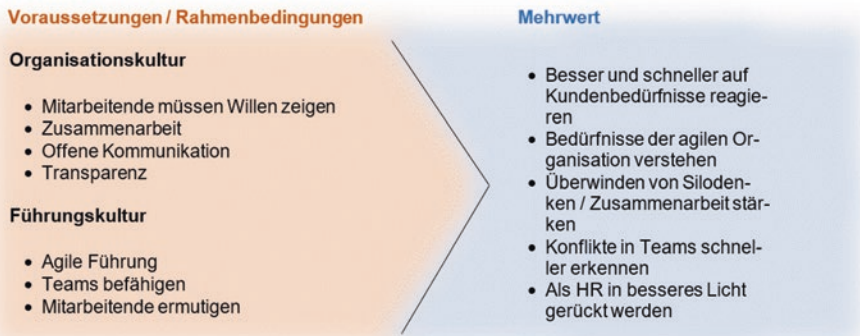 Voraussetzungen / Rahmenbedingungen
Organisationskultur
• Mitarbeitende müssen Willen zeigen
• Zusammenarbeit
• Offene Kommunikation
• Transparenz
Führungskultur
• Agile Führung
• Teams befähigen
• Mitarbeitende ermutigen
Mehrwert
• Besser und schneller auf
Kundenbedürfnisse reagie-
ren
• Bedürfnisse der agilen Or-
ganisation verstehen
• Überwinden von Siloden-
ken / Zusammenarbeit stär-
ken
• Konflikte in Teams schnel-
ler erkennen
• Als HR in besseres Licht
gerückt werden